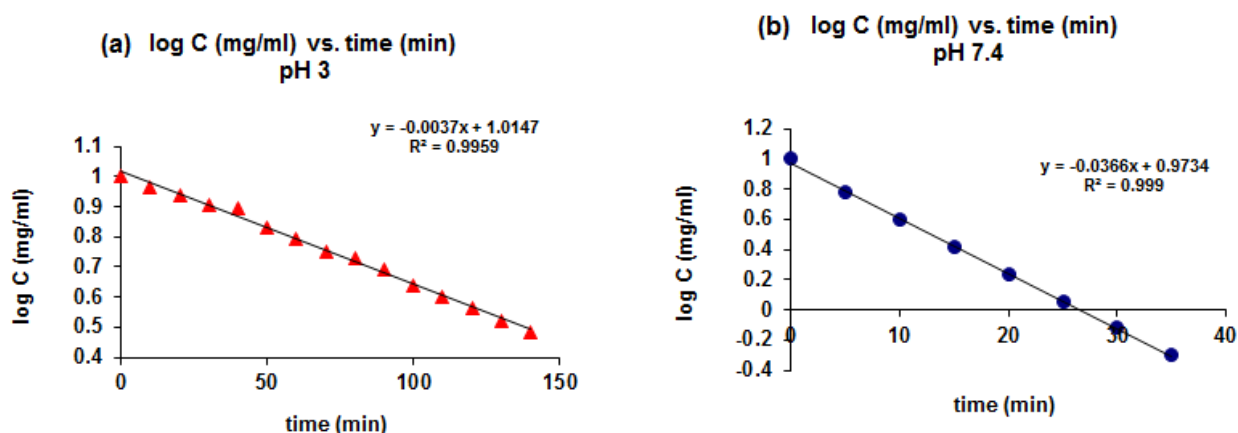 (a) log C (mg/ml) vs. time (min)
pH 3
y = -0.0037x + 1.0147
R² = 0.9959
log C (mg/ml)
1.1
1
0.9
0.8
0.7
0.6
0.5
0.4
0 50 100 150
time (min)
(b) log C (mg/ml) vs. time (min)
pH 7.4
y = -0.0366x + 0.9734
R² = 0.999
log C (mg/ml)
1.2
1
0.8
0.6
0.4
0.2
0
-0.2
-0.4
0 10 20 30 40
time (min)